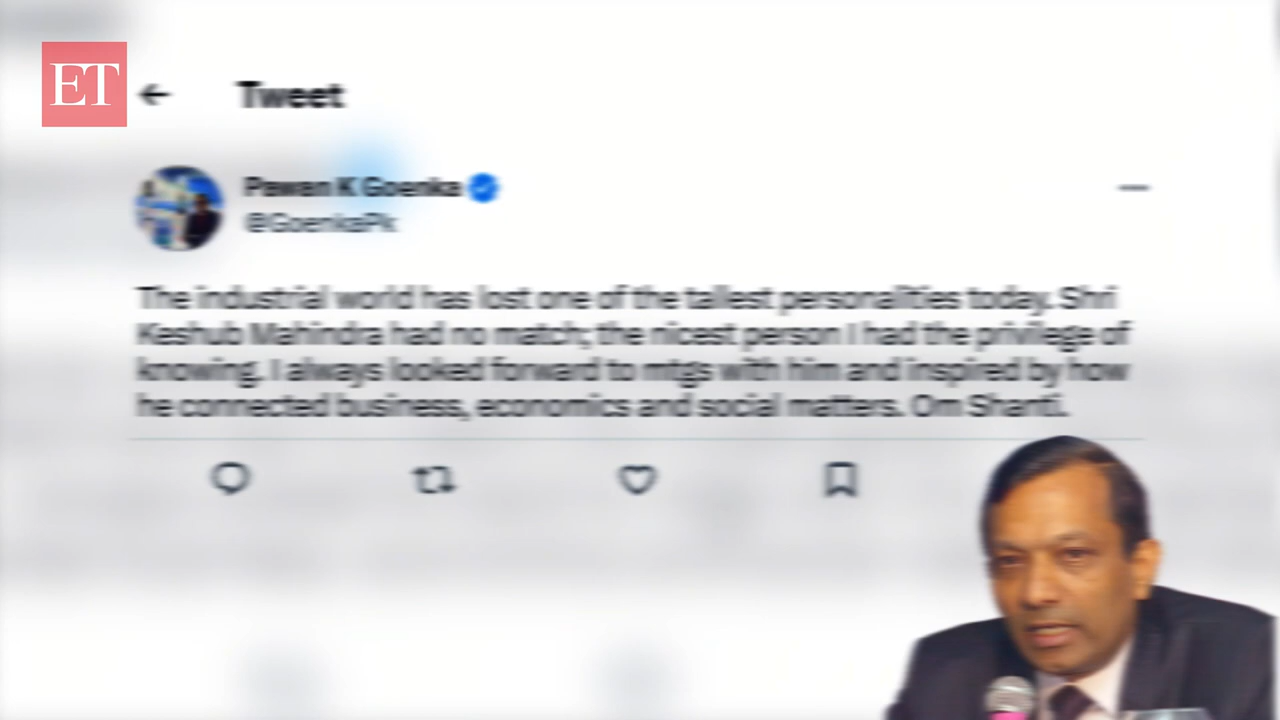 ET
Tweet
Pawan K Goenka
@GoenkaPk
The industrial world has lost one of the tallest personalities today. Shri
Keshub Mahindra had no match; the nicest person I had the privilege of
knowing. I always looked forward to mtgs with him and inspired by how
he connected business, economics and social matters. Om Shanti.